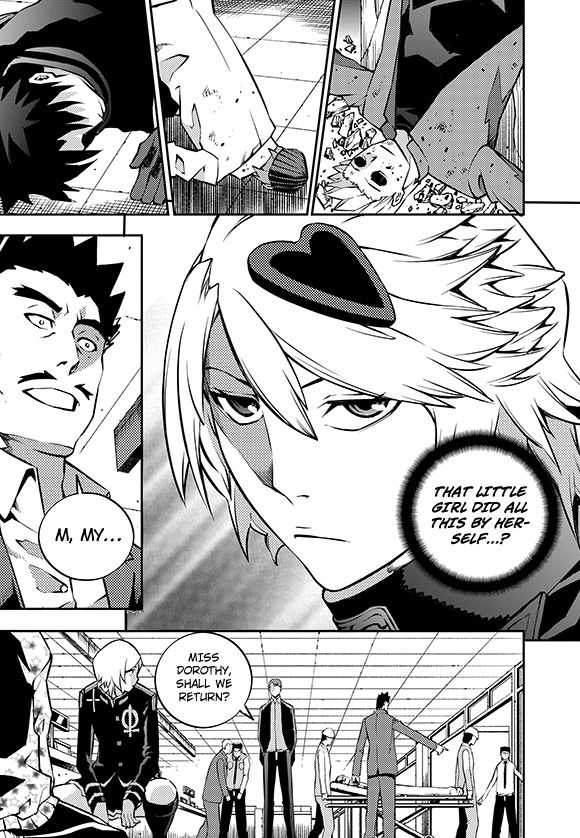 M, MY...
THAT LITTLE
GIRL DID ALL
THIS BY HER-
SELF...?
MISS
DOROTHY,
SHALL WE
RETURN?